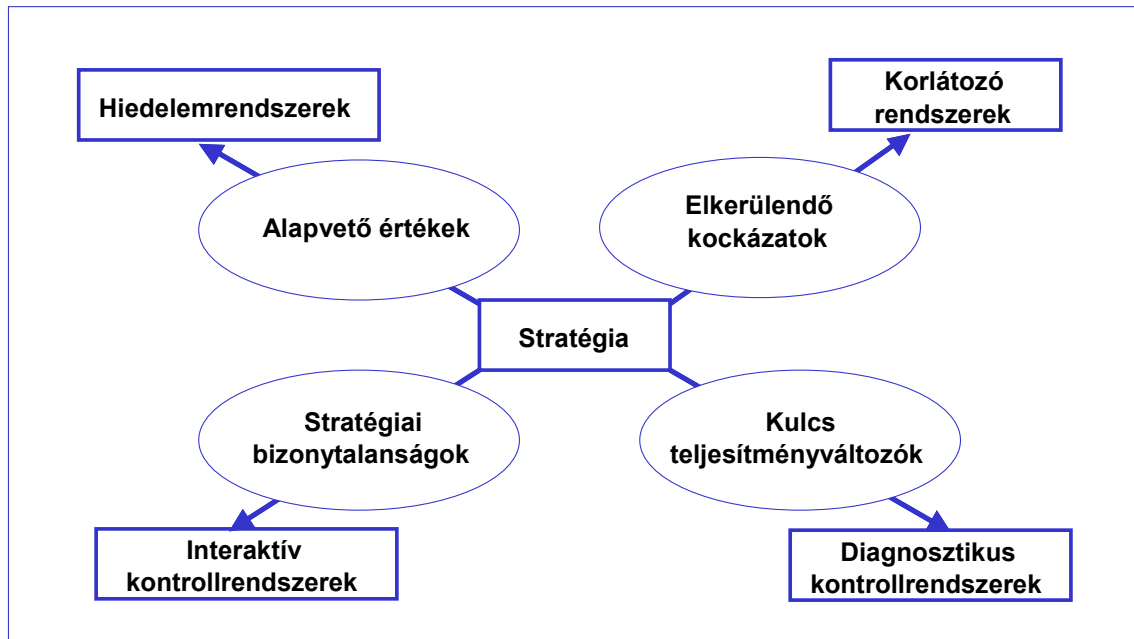 Hiedelemrendszerek
Korlátozó
rendszerek
Alapvető értékek
Elkerülendő
kockázatok
Stratégia
Stratégiai
bizonytalanságok
Kulcs
teljesítményváltozók
Interaktív
kontrollrendszerek
Diagnosztikus
kontrollrendszerek